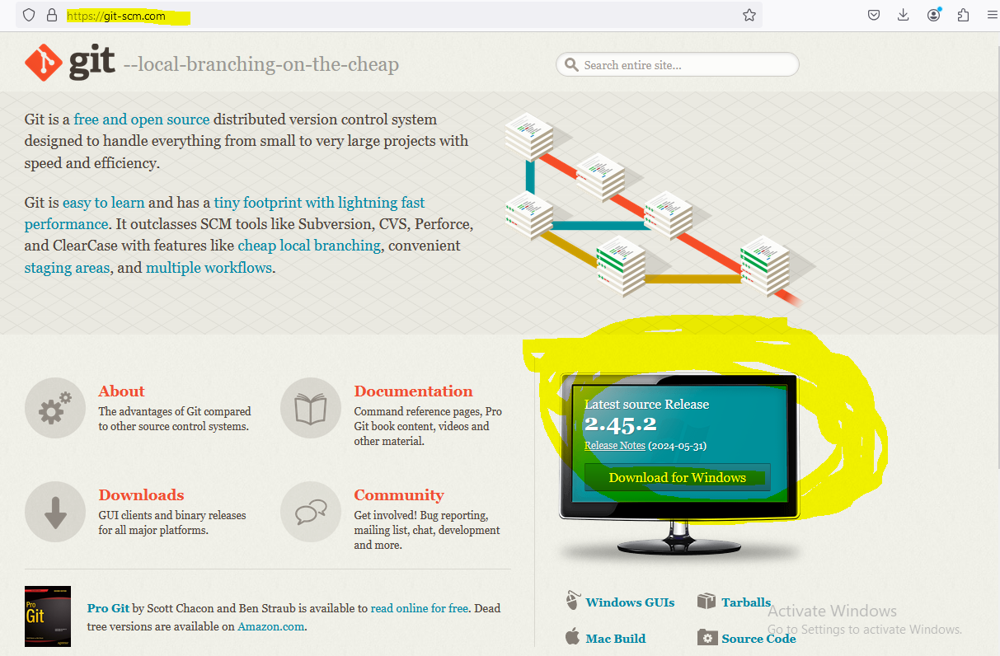 https://git-scm.com
git --local-branching-on-the-cheap
Search entire site...
Git is a free and open source distributed version control system
designed to handle everything from small to very large projects with
speed and efficiency.
Git is easy to learn and has a tiny footprint with lightning fast
performance. It outclasses SCM tools like Subversion, CVS, Perforce,
and ClearCase with features like cheap local branching, convenient
staging areas, and multiple workflows.
About
The advantages of Git compared
to other source control systems.
Documentation
Command reference pages, Pro
Git book content, videos and
other material.
Downloads
GUI clients and binary releases
for all major platforms.
Community
Get involved! Bug reporting,
mailing list, chat, development
and more.
Latest source Release
2.45.2
Release Notes (2024-05-31)
Download for Windows
Pro
Git
Pro Git by Scott Chacon and Ben Straub is available to read online for free. Dead
tree versions are available on Amazon.com.
Windows GUIs
Tarballs
Mac Build
Source Code
Activate Windows
Go to Settings to activate Windows.